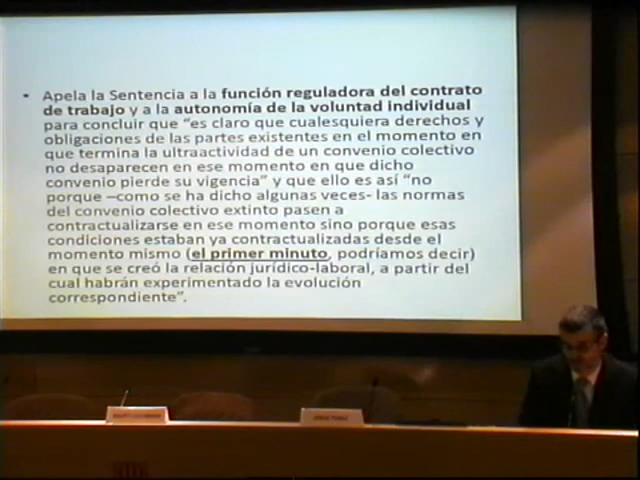 • Apela la Sentencia a la función reguladora del contrato
de trabajo y a la autonomía de la voluntad individual
para concluir que “es claro que cualesquiera derechos y
obligaciones de las partes existentes en el momento en
que termina la ultraactividad de un convenio colectivo
no desaparecen en ese momento en que dicho
convenio pierde su vigencia” y que ello es así “no
porque –como se ha dicho algunas veces- las normas
del convenio colectivo extinto pasen a
contractualizarse en ese momento sino porque esas
condiciones estaban ya contractualizadas desde el
momento mismo (el primer minuto, podríamos decir)
en que se creó la relación jurídico-laboral, a partir del
cual habrán experimentado la evolución
correspondiente”.